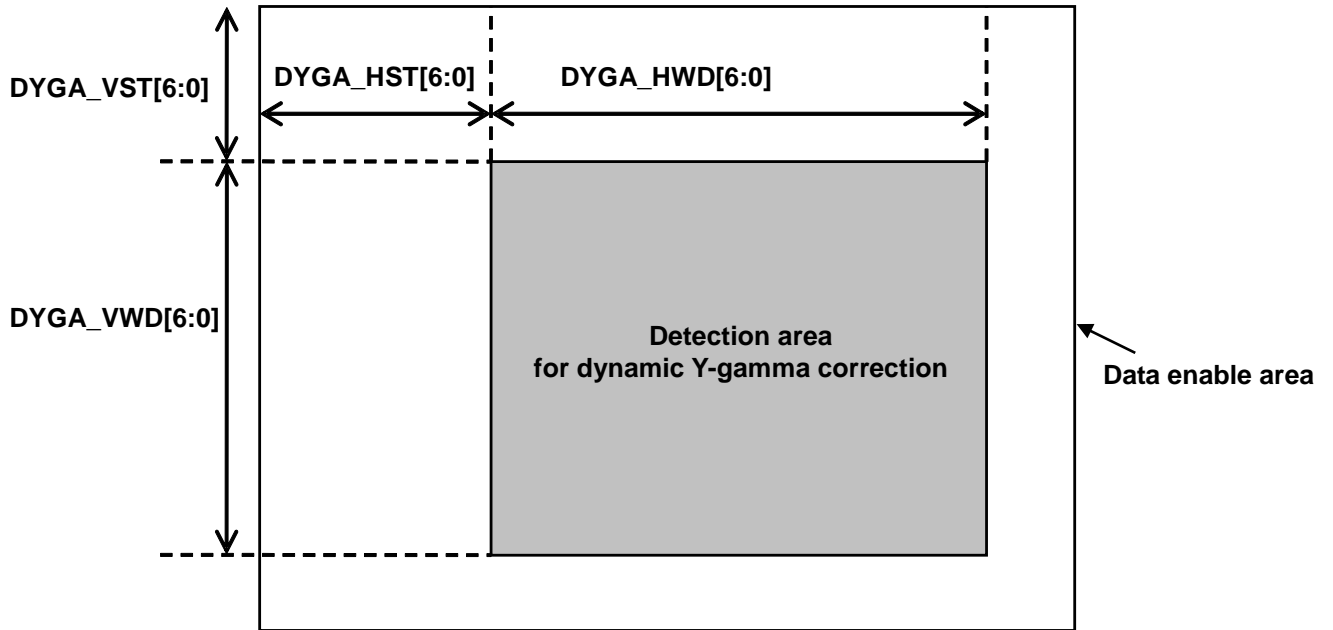 DYGA_VST[6:0]
DYGA_HST[6:0]
DYGA_HWD[6:0]
DYGA_VWD[6:0]
Detection area
for dynamic Y-gamma correction
Data enable area